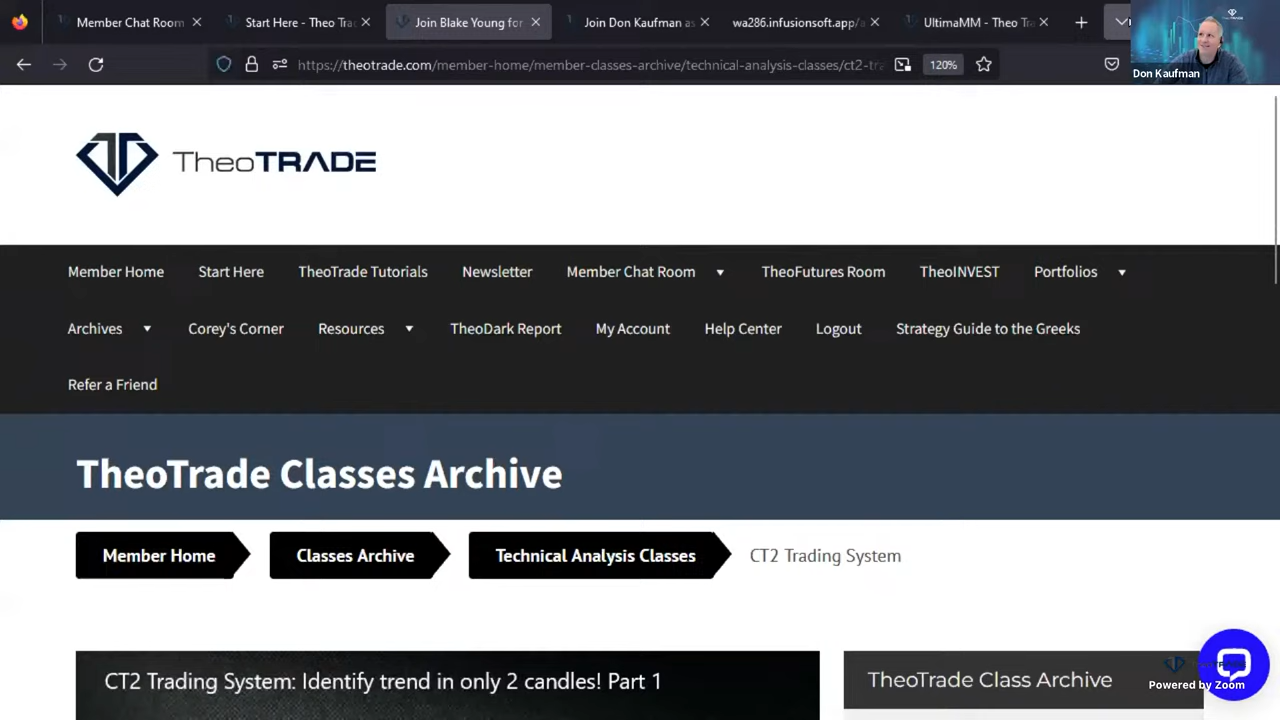 Member Chat Room
Start Here - Theo Trad
Join Blake Young for
Join Don Kaufman as
wa286.infusionsoft.app/a
UltimaMM - Theo Tr
https://theotrade.com/member-home/member-classes-archive/technical-analysis-classes/ct2-tra
120%
Don Kaufman
TheoTRADE
Member Home Start Here TheoTrade Tutorials Newsletter Member Chat Room TheoFutures Room TheoINVEST Portfolios
Archives Corey's Corner Resources TheoDark Report My Account Help Center Logout Strategy Guide to the Greeks
Refer a Friend
TheoTrade Classes Archive
Member Home Classes Archive Technical Analysis Classes CT2 Trading System
CT2 Trading System: Identify trend in only 2 candles! Part 1
TheoTrade Class Archive
Powered by Zoom